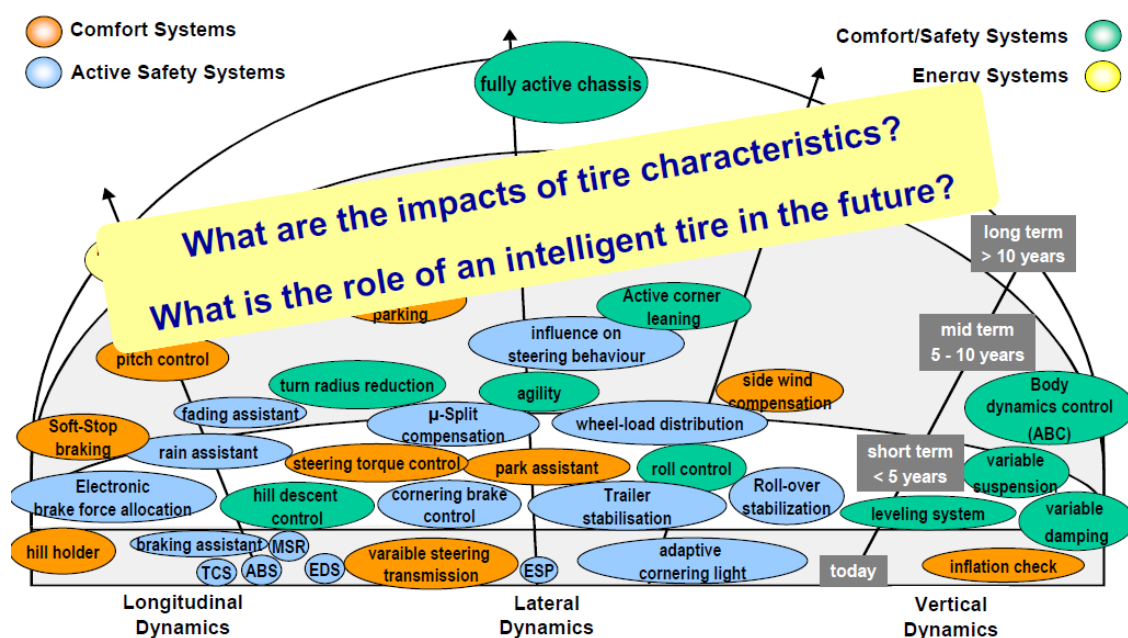 Comfort Systems
Active Safety Systems
Comfort/Safety Systems
Energy Systems
fully active chassis
What are the impacts of tire characteristics?
What is the role of an intelligent tire in the future?
long term
> 10 years
parking
Active corner
leaning
influence on
steering behaviour
mid term
5 - 10 years
pitch control
turn radius reduction
agility
side wind
compensation
Body
dynamics control
(ABC)
fading assistant
μ-Split
compensation
wheel-load distribution
Soft-Stop
braking
rain assistant
steering torque control
park assistant
roll control
short term
< 5 years
variable
suspension
Electronic
brake force allocation
hill descent
control
cornering brake
control
Trailer
stabilisation
Roll-over
stabilization
leveling system
variable
damping
hill holder
braking assistant
MSR
TCS
ABS
EDS
varaible steering
transmission
ESP
adaptive
cornering light
today
inflation check
Longitudinal
Dynamics
Lateral
Dynamics
Vertical
Dynamics